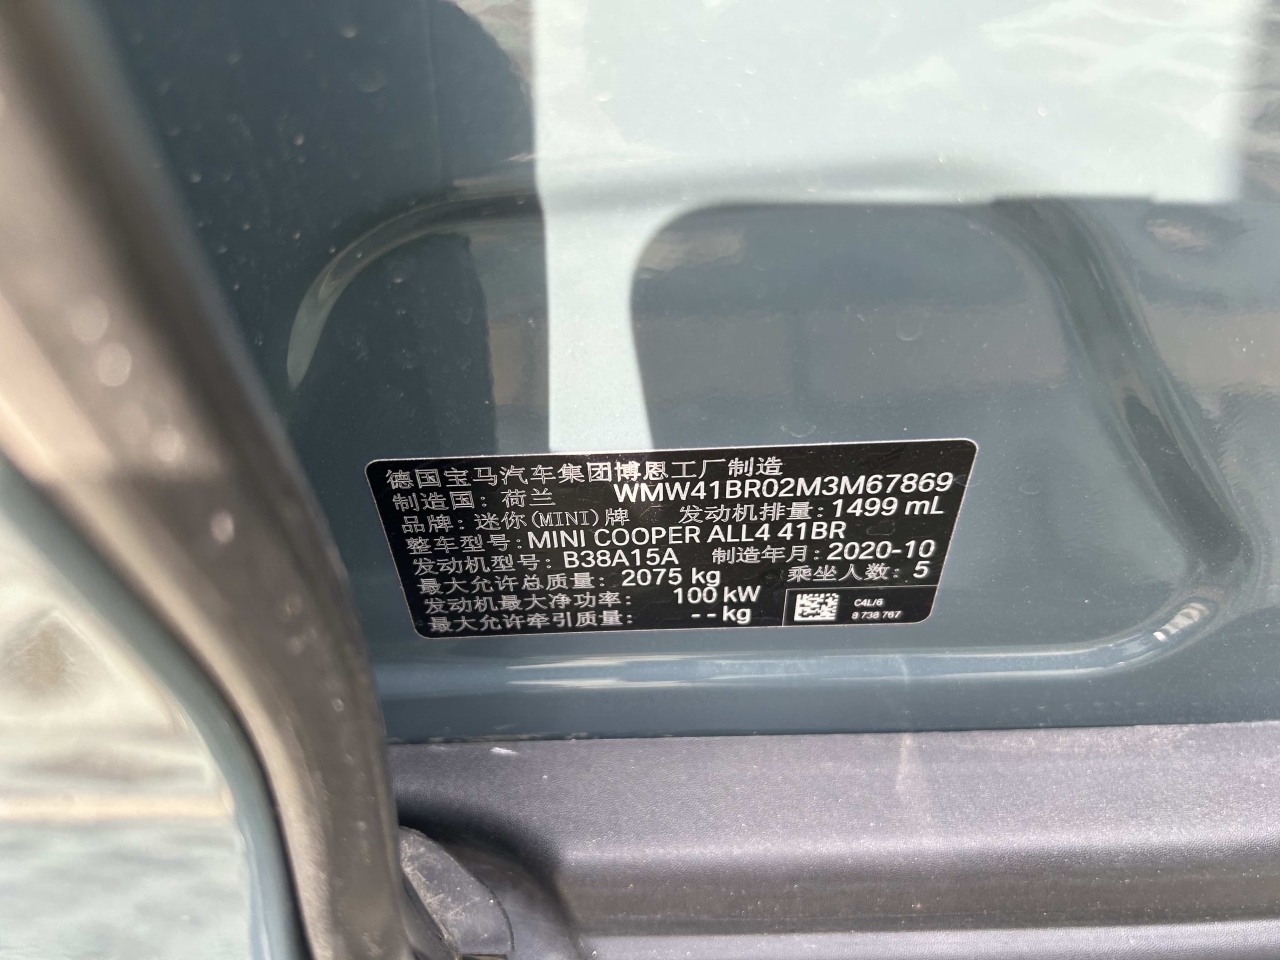 德国宝马汽车集团博恩工厂制造
制造国：荷兰 WMW41BR02M3M67869
品牌：迷你(MINI)牌 发动机排量：1499 mL
整车型号：MINI COOPER ALL4 41BR
发动机型号：B38A15A 制造年月：2020-10
最大允许总质量：2075 kg 乘坐人数：5
发动机最大净功率：100 kW
最大允许牵引质量：--kg
C4L/6
8 738 767